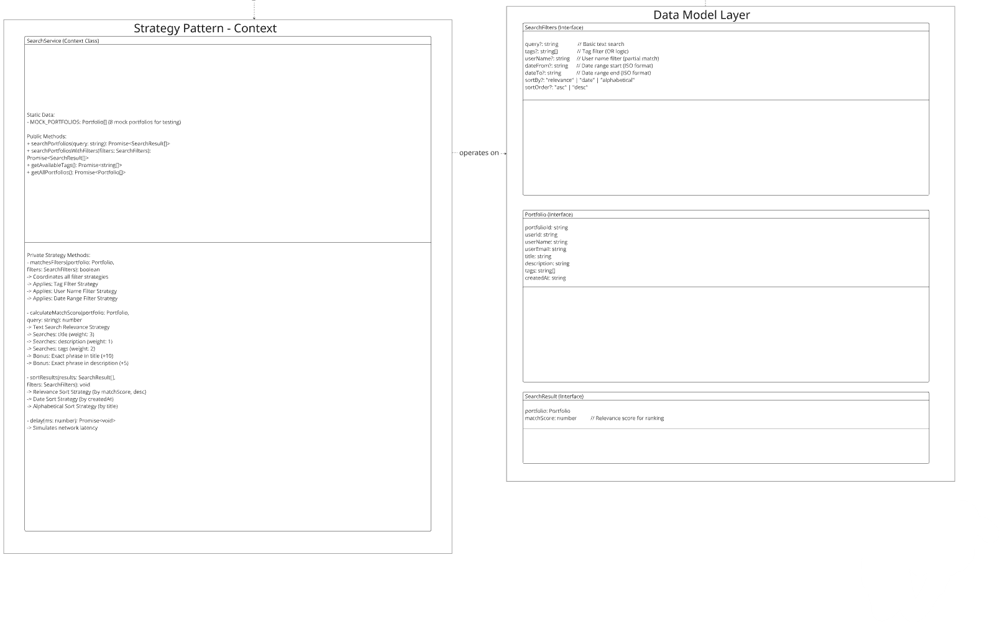 Strategy Pattern - Context
SearchService (Context Class)
Static Data:
- MOCK_PORTFOLIOS: Portfolio[] (8 mock portfolios for testing)
Public Methods:
+ searchPortfolios(query: string): Promise<SearchResult[]>
+ searchPortfoliosWithFilters(filters: SearchFilters):
Promise<SearchResult[]>
+ getAvailableTags(): Promise<string[]>
+ getAllPortfolios(): Promise<Portfolio[]>
Private Strategy Methods:
- matchesFilters(portfolio: Portfolio,
filters: SearchFilters): boolean
-> Coordinates all filter strategies
-> Applies: Tag Filter Strategy
-> Applies: User Name Filter Strategy
-> Applies: Date Range Filter Strategy
- calculateMatchScore(portfolio: Portfolio,
query: string): number
-> Text Search Relevance Strategy
-> Searches: title (weight: 3)
-> Searches: description (weight: 1)
-> Searches: tags (weight: 2)
-> Bonus: Exact phrase in title (+10)
-> Bonus: Exact phrase in description (+5)
- sortResults(results: SearchResult[],
filters: SearchFilters): void
-> Relevance Sort Strategy (by matchScore, desc)
-> Date Sort Strategy (by createdAt)
-> Alphabetical Sort Strategy (by title)
- delay(ms: number): Promise<void>
-> Simulates network latency
operates on
Data Model Layer
SearchFilters (Interface)
query?: string // Basic text search
tags?: string[] // Tag filter (OR logic)
userName?: string // User name filter (partial match)
dateFrom?: string // Date range start (ISO format)
dateTo?: string // Date range end (ISO format)
sortBy?: "relevance" | "date" | "alphabetical"
sortOrder?: "asc" | "desc"
Portfolio (Interface)
portfolioId: string
userId: string
userName: string
userEmail: string
title: string
description: string
tags: string[]
createdAt: string
SearchResult (Interface)
portfolio: Portfolio
matchScore: number // Relevance score for ranking